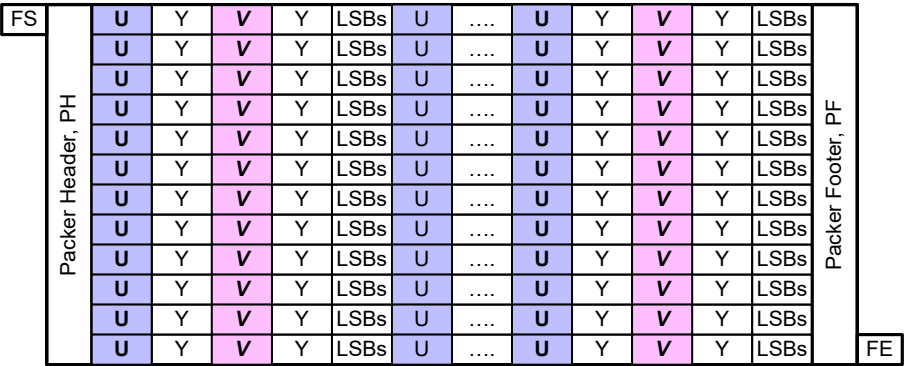 FS U Y V Y LSBs U .... U Y V Y LSBs
U Y V Y LSBs U .... U Y V Y LSBs
U Y V Y LSBs U .... U Y V Y LSBs
U Y V Y LSBs U .... U Y V Y LSBs
U Y V Y LSBs U .... U Y V Y LSBs
U Y V Y LSBs U .... U Y V Y LSBs
U Y V Y LSBs U .... U Y V Y LSBs
U Y V Y LSBs U .... U Y V Y LSBs
U Y V Y LSBs U .... U Y V Y LSBs
U Y V Y LSBs U .... U Y V Y LSBs
U Y V Y LSBs U .... U Y V Y LSBs
U Y V Y LSBs U .... U Y V Y LSBs FE
Packer Header, PH
Packer Footer, PF